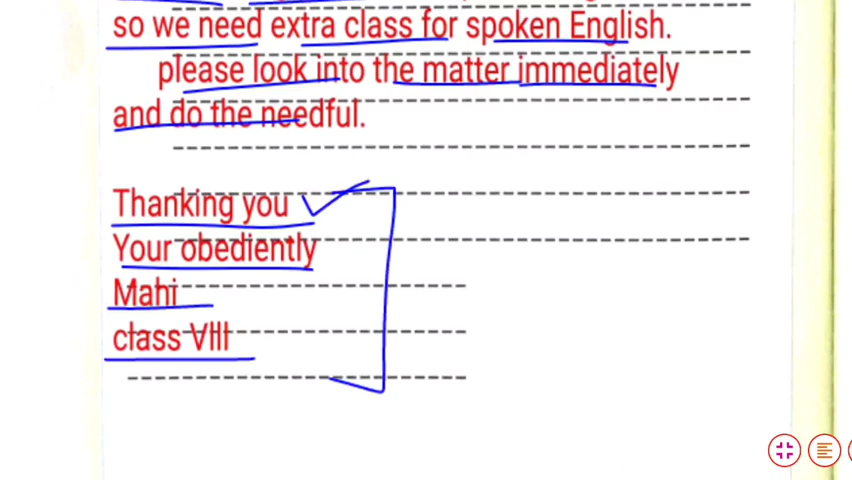 so we need extra class for spoken English.
please look into the matter immediately
and do the needful.
Thanking you
Your obediently
Mahi
class VIII